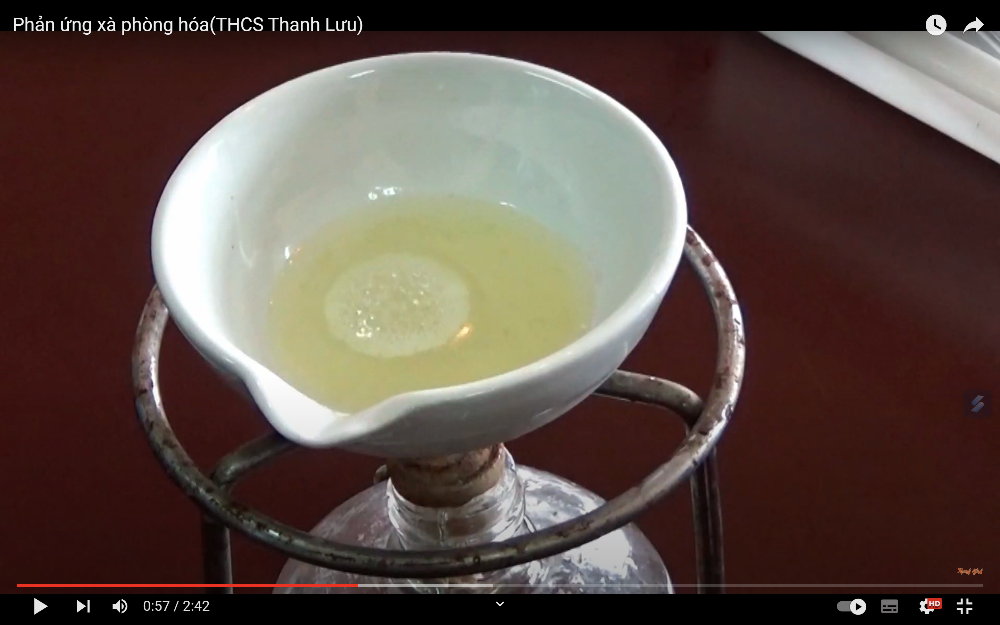 Phản ứng xà phòng hóa(THCS Thanh Lưu)
0:57 / 2:42
HD